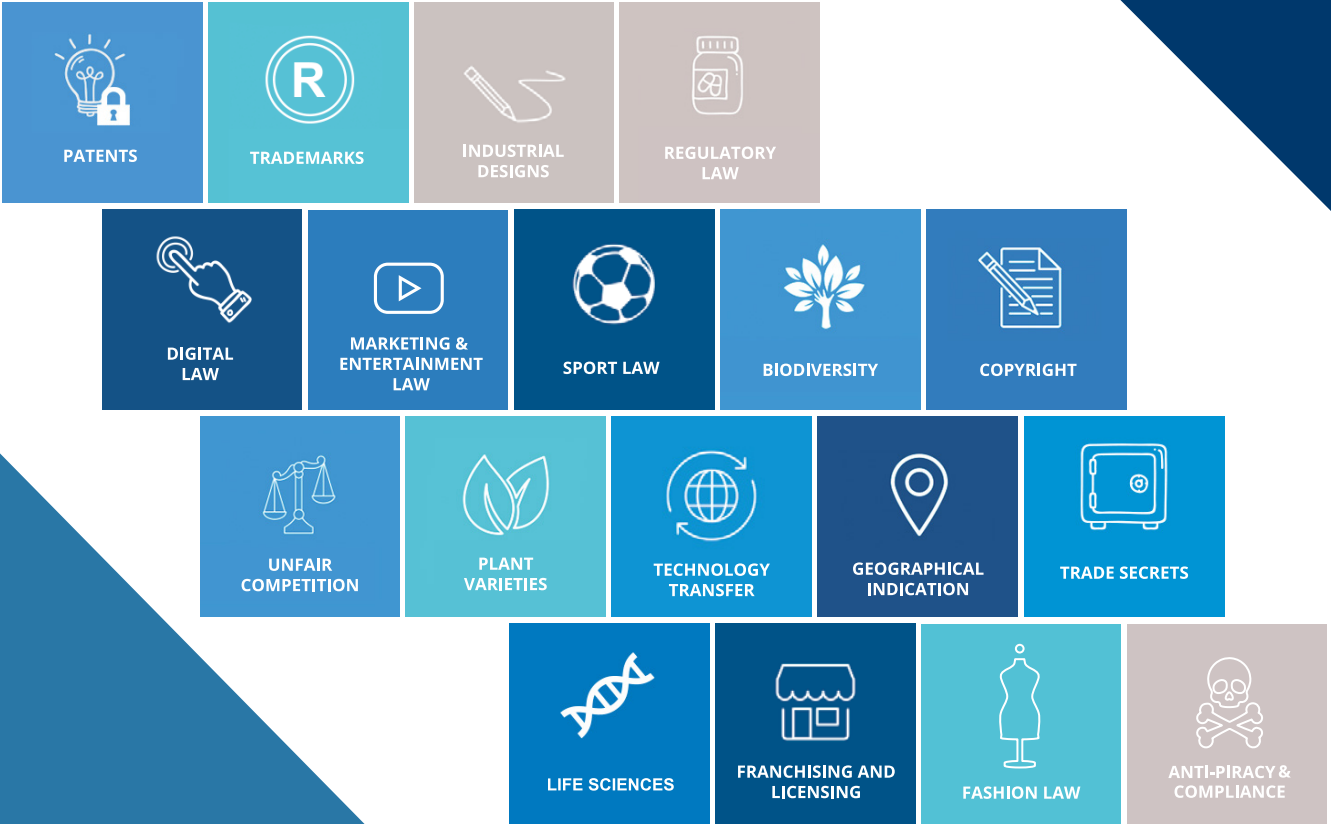 PATENTS
R
TRADEMARKS
INDUSTRIAL
DESIGNS
REGULATORY
LAW
DIGITAL
LAW
MARKETING &
ENTERTAINMENT
LAW
SPORT LAW
BIODIVERSITY
COPYRIGHT
UNFAIR
COMPETITION
PLANT
VARIETIES
TECHNOLOGY
TRANSFER
GEOGRAPHICAL
INDICATION
TRADE SECRETS
LIFE SCIENCES
FRANCHISING AND
LICENSING
FASHION LAW
ANTI-PIRACY &
COMPLIANCE